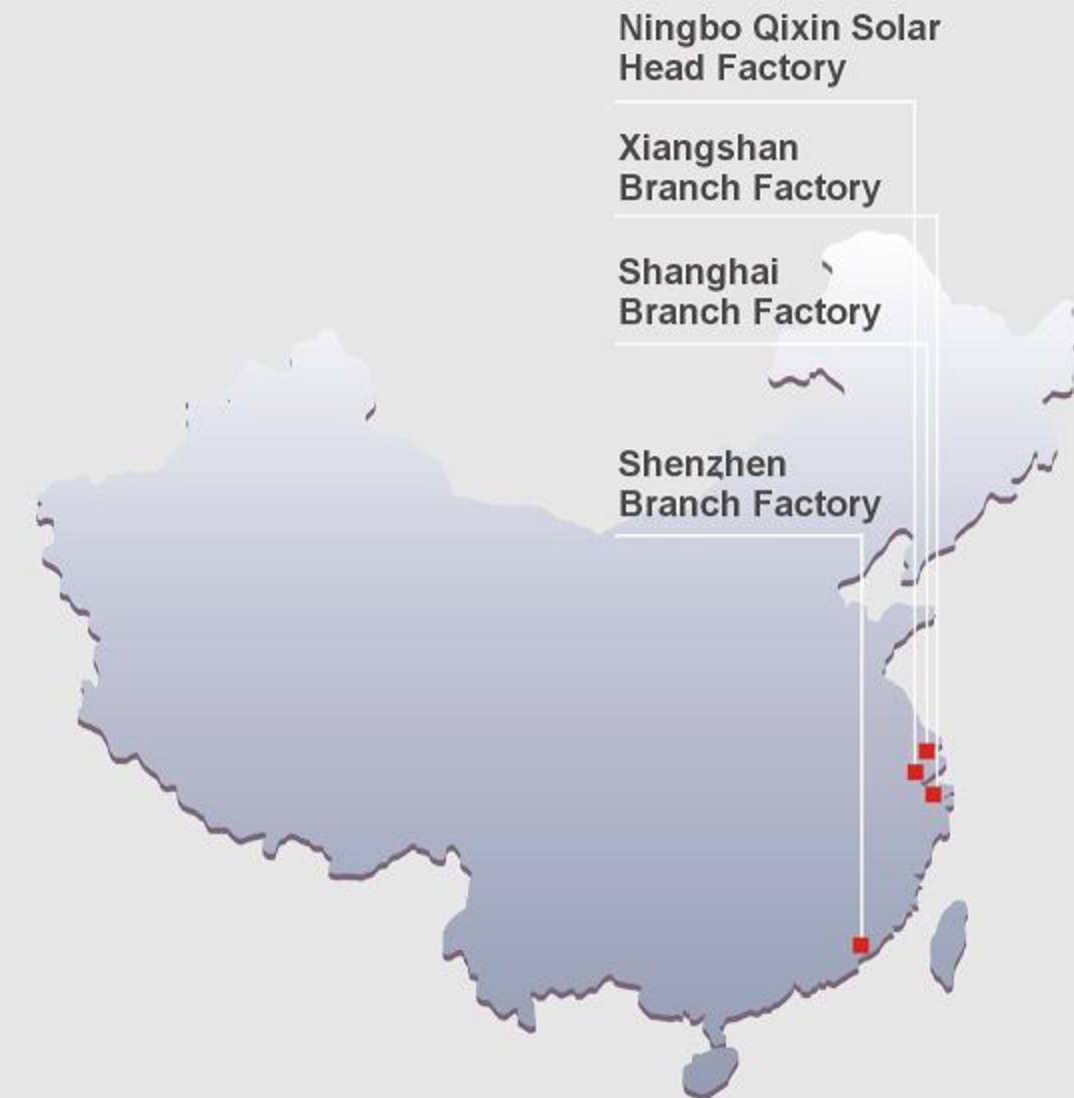 Ningbo Qixin Solar
Head Factory
Xiangshan
Branch Factory
Shanghai
Branch Factory
Shenzhen
Branch Factory